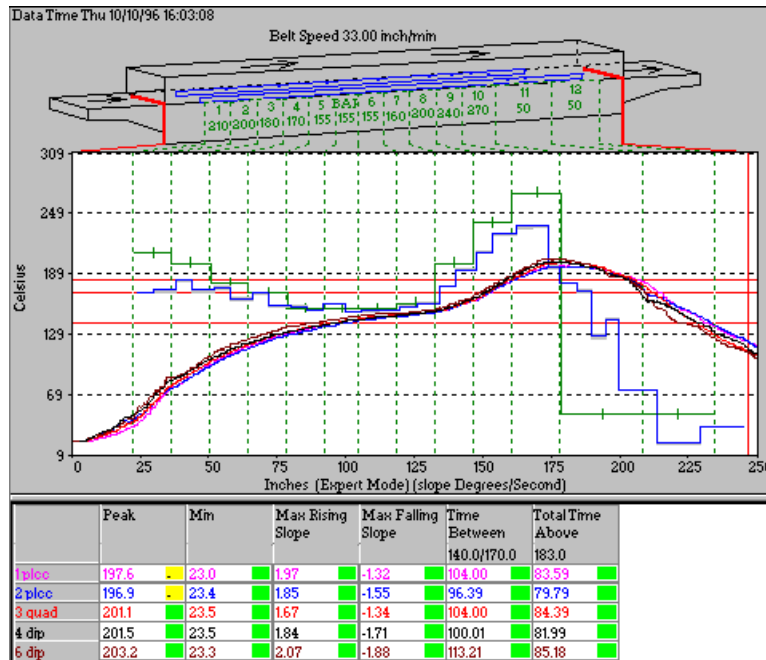 Data Time Thu 10/10/96 16:03:08
Belt Speed 33.00 inch/min
1 2 3 4 5 BAF 6 7 8 9 10 11 12
210 200 180 170 155 155 155 160 200 240 270 50 50
309
249
189
129
69
9
Celsius
0 25 50 75 100 125 150 175 200 225 250
Inches (Expert Mode) (slope Degrees/Second)
Peak Min Max Rising Slope Max Falling Slope Time Between Total Time Above
140.0/170.0 183.0
1 plcc 197.6 - 23.0 1.97 -1.32 104.00 83.59
2 plcc 196.9 - 23.4 1.85 -1.55 96.39 79.79
3 quad 201.1 23.5 1.67 -1.34 104.00 84.39
4 dip 201.5 23.5 1.84 -1.71 100.01 81.99
6 dip 203.2 23.3 2.07 -1.88 113.21 85.18